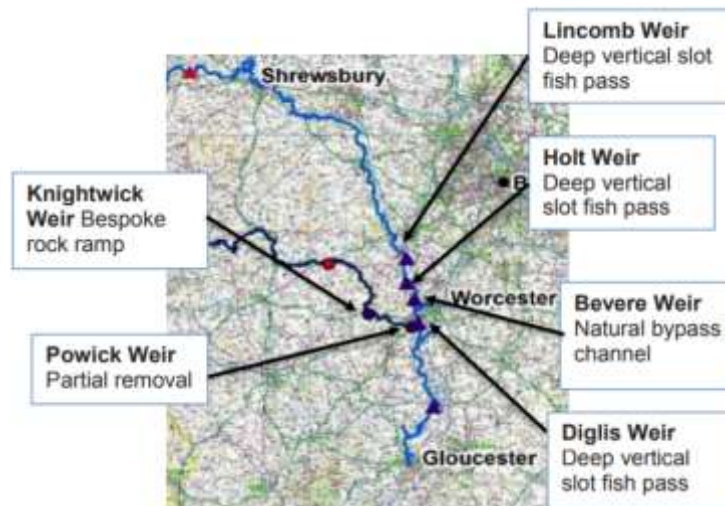 Lincomb Weir
Deep vertical slot
fish pass
Shrewsbury
Holt Weir
Deep vertical
slot fish pass
B
Knightwick
Weir Bespoke
rock ramp
Worcester
Bevere Weir
Natural bypass
channel
Powick Weir
Partial removal
Diglis Weir
Deep vertical
slot fish pass
Gloucester